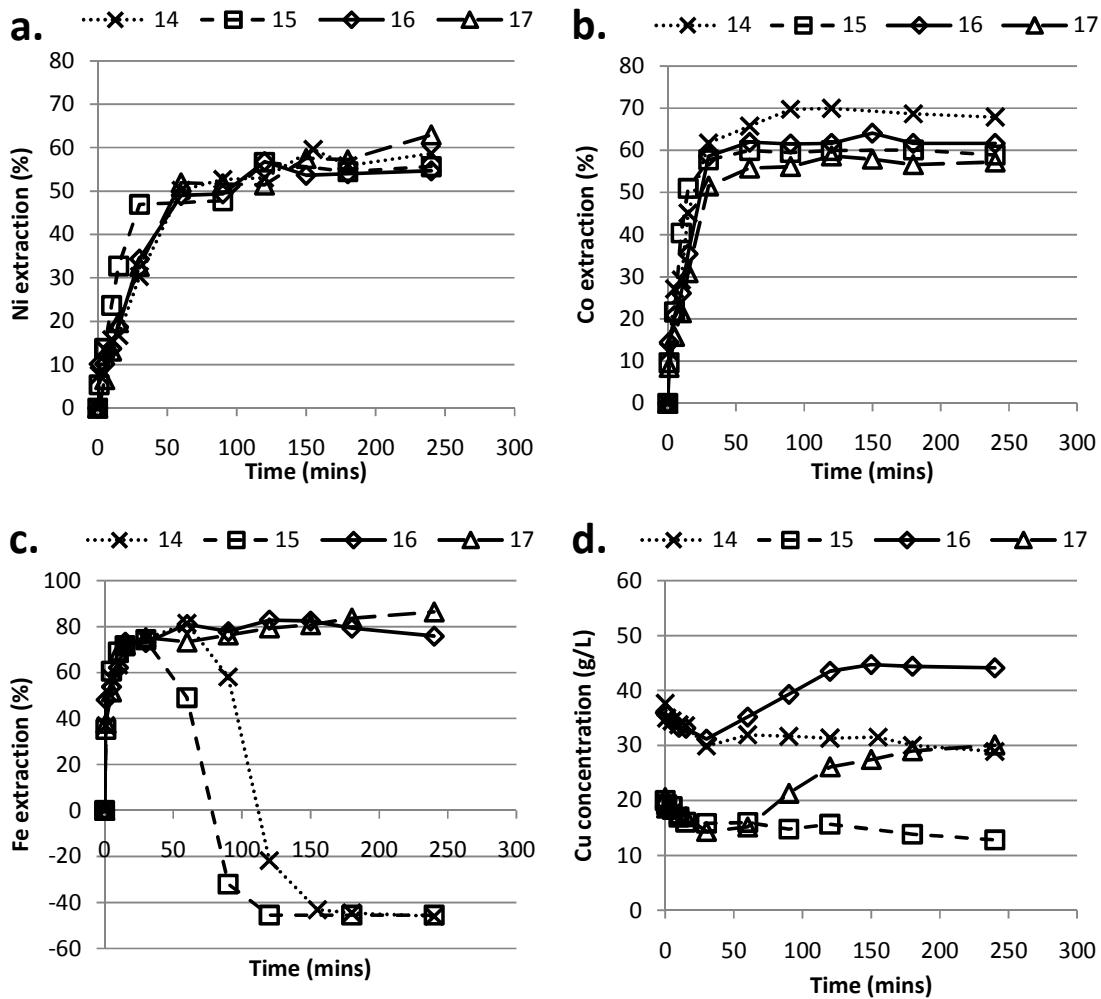 a.
14 15 16 17
80
70
60
50
40
30
20
10
0
0 50 100 150 200 250 300
Ni extraction (%)
Time (mins)
b.
14 15 16 17
80
70
60
50
40
30
20
10
0
0 50 100 150 200 250 300
Co extraction (%)
Time (mins)
c.
14 15 16 17
100
80
60
40
20
0
-20
-40
-60
0 50 100 150 200 250 300
Fe extraction (%)
Time (mins)
d.
14 15 16 17
60
50
40
30
20
10
0
0 50 100 150 200 250 300
Cu concentration (g/L)
Time (mins)